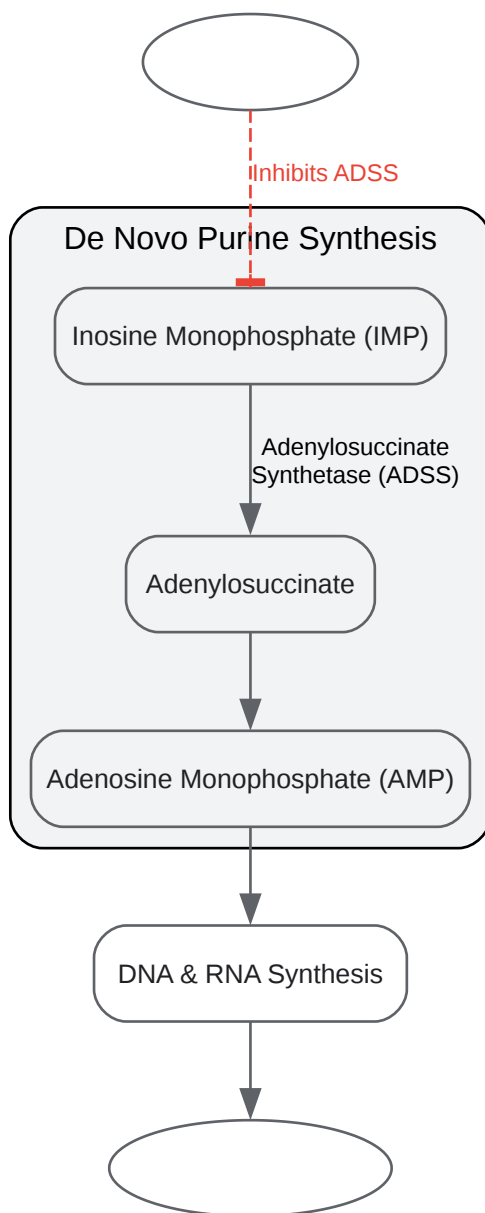 Inhibits ADSS
De Novo Purine Synthesis
Inosine Monophosphate (IMP)
Adenylosuccinate
Synthetase (ADSS)
Adenylosuccinate
Adenosine Monophosphate (AMP)
DNA & RNA Synthesis